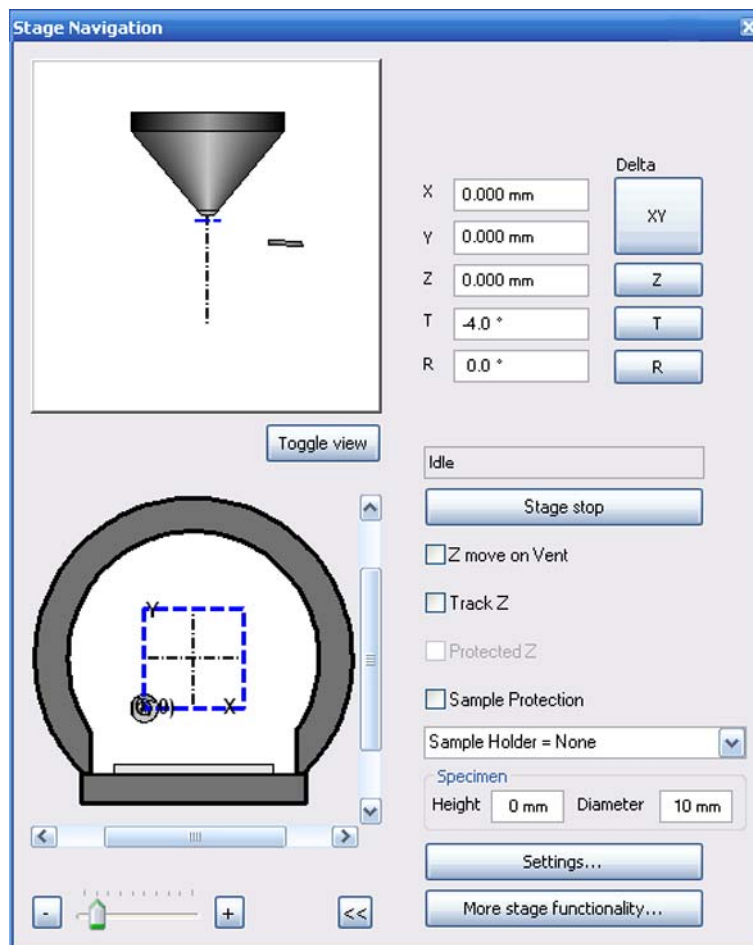 Stage Navigation
Delta
X 0.000 mm XY
Y 0.000 mm
Z 0.000 mm Z
T -4.0 ° T
R 0.0 ° R
Toggle view
Idle
Stage stop
Z move on Vent
Track Z
Protected Z
Sample Protection
Sample Holder = None
Specimen
Height 0 mm Diameter 10 mm
Settings...
More stage functionality...
Y
X
- + <<